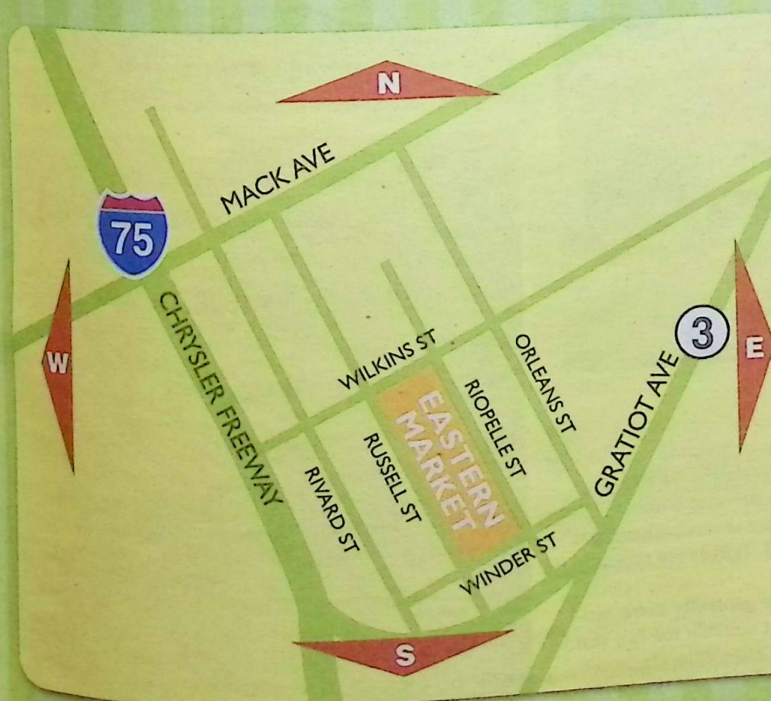 N
MACK AVE
75
CHRYSLER FREEWAY
W
WILKINS ST
ORLEANS ST
3
E
GRATIOT AVE
RIOPELLE ST
EASTERN
MARKET
RUSSELL ST
RIVARD ST
WINDER ST
S